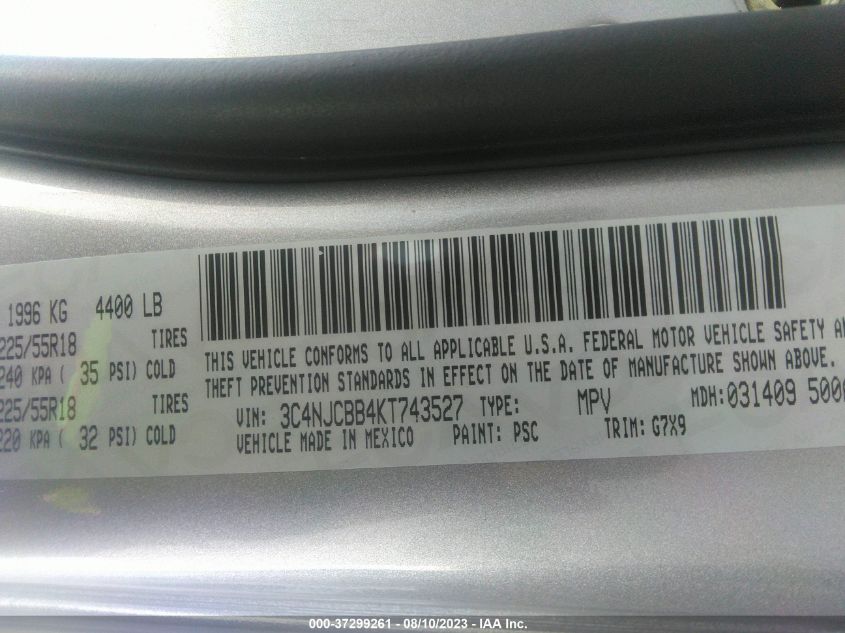 1996 KG 4400 LB
225/55R18 TIRES
240 KPA ( 35 PSI) COLD
225/55R18 TIRES
220 KPA ( 32 PSI) COLD
THIS VEHICLE CONFORMS TO ALL APPLICABLE U.S.A. FEDERAL MOTOR VEHICLE SAFETY AN
THEFT PREVENTION STANDARDS IN EFFECT ON THE DATE OF MANUFACTURE SHOWN ABOVE.
VIN: 3C4NJCBB4KT743527 TYPE: MPV MDH:031409 500
VEHICLE MADE IN MEXICO PAINT: PSC TRIM: G7X9
000-37299261 - 08/10/2023 - IAA Inc.